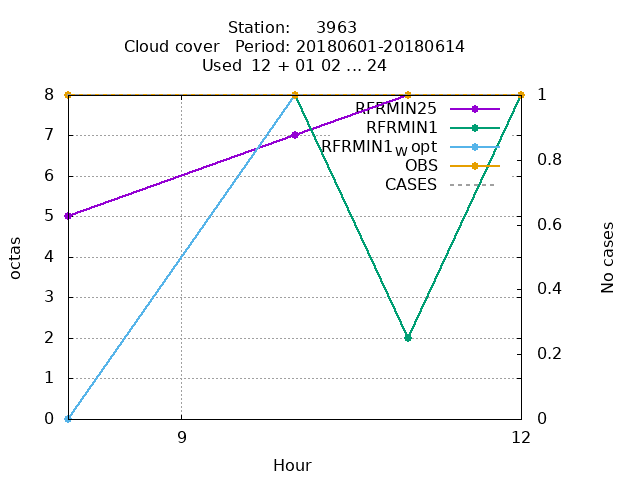 Station: 3963
Cloud cover Period: 20180601-20180614
Used 12 + 01 02 ... 24
8
7
6
5
4
3
2
1
0
octas
1
0.8
0.6
0.4
0.2
0
No cases
RFRMIN25
RFRMIN1
RFRMIN1w opt
OBS
CASES
9
12
Hour